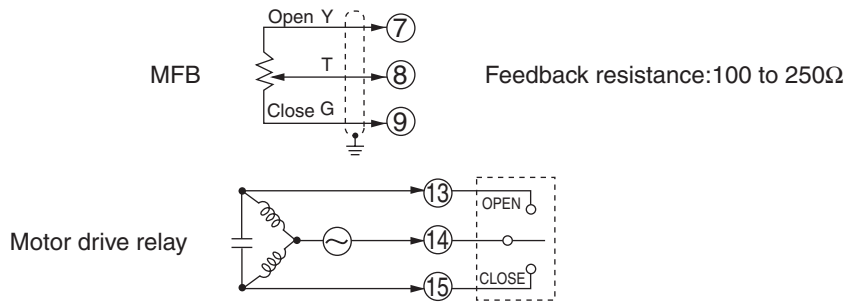 Open Y
7
MFB
T
8
Feedback resistance:100 to 250Ω
Close G
9
13
OPEN
Motor drive relay
14
CLOSE
15